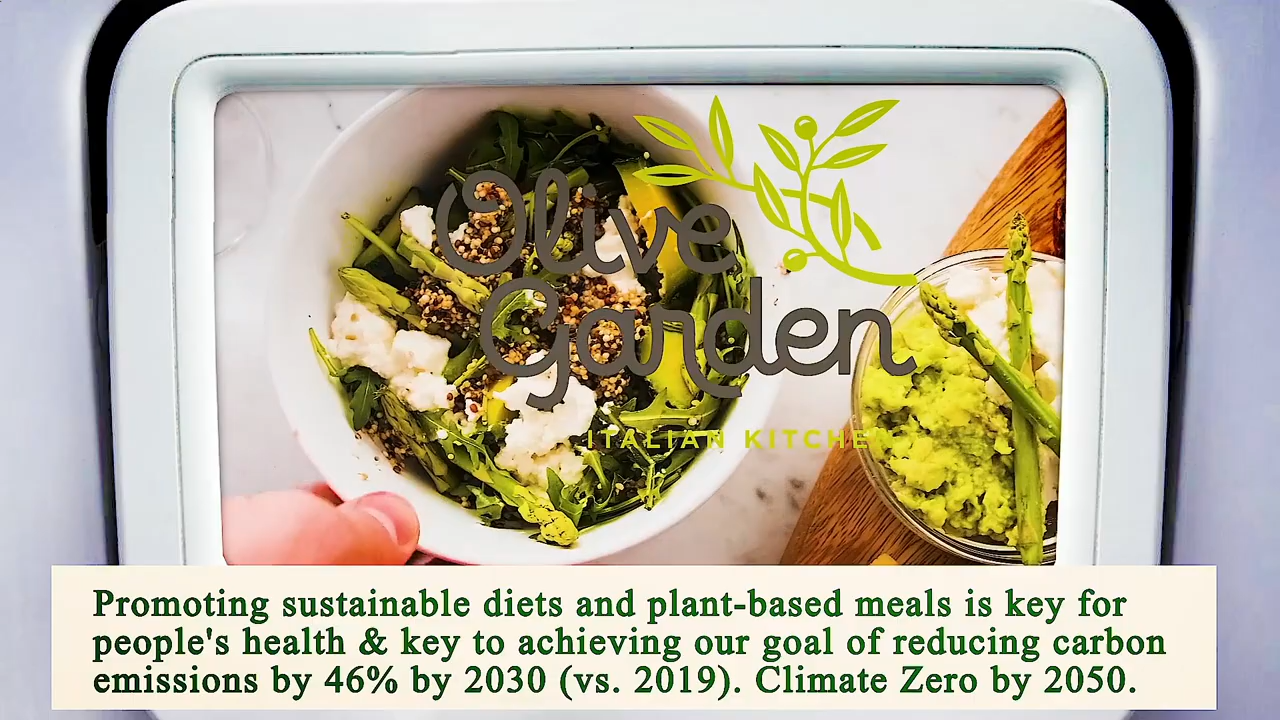 Olive
Garden
ITALIAN KITCHEN
Promoting sustainable diets and plant-based meals is key for
people's health & key to achieving our goal of reducing carbon
emissions by 46% by 2030 (vs. 2019). Climate Zero by 2050.